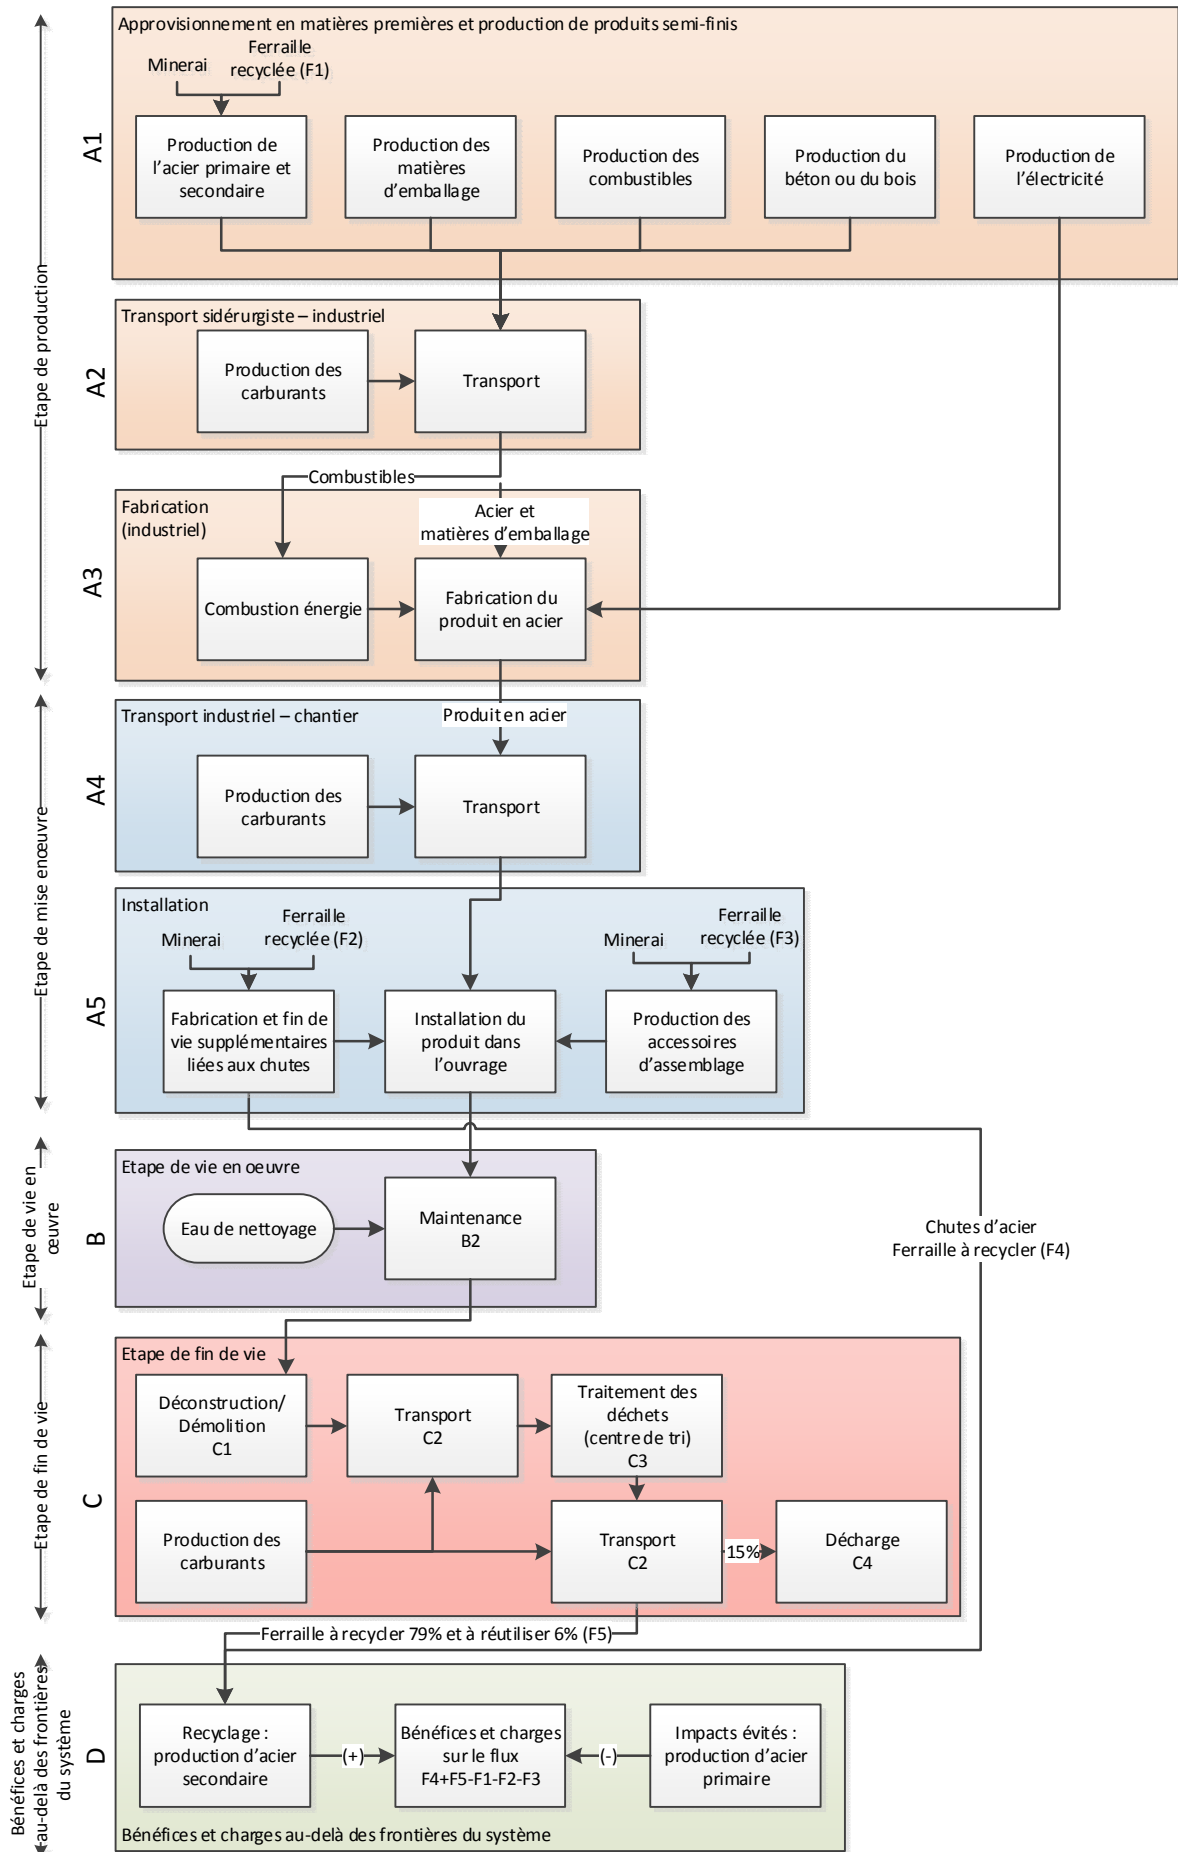 Approvisionnement en matières premières et production de produits semi-finis
Minerai
Ferraille
recyclée (F1)
A1
Production de
l'acier primaire et
secondaire
Production des
matières
d'emballage
Production des
combustibles
Production du
béton ou du bois
Production de
l'électricité
Etape de production
Transport sidérurgiste – industriel
A2
Production des
carburants
Transport
Combustibles
Fabrication
(industriel)
Acier et
matières d'emballage
A3
Combustion énergie
Fabrication du
produit en acier
Transport industriel – chantier
Produit en acier
A4
Production des
carburants
Transport
Etape de mise enœuvre
Installation
Minerai
Ferraille
recyclée (F2)
Minerai
Ferraille
recyclée (F3)
A5
Fabrication et fin de
vie supplémentaires
liées aux chutes
Installation du
produit dans
l'ouvrage
Production des
accessoires
d'assemblage
Etape de vie en
œuvre
Etape de vie en oeuvre
B
Eau de nettoyage
Maintenance
B2
Chutes d'acier
Ferraille à recycler (F4)
Etape de fin de vie
Etape de fin de vie
C
Déconstruction/
Démolition
C1
Transport
C2
Traitement des
déchets
(centre de tri)
C3
Production des
carburants
Transport
C2
15%
Décharge
C4
Ferraille à recycler 79% et à réutiliser 6% (F5)
Bénéfices et charges
au-delà des frontières
du système
D
Recyclage :
production d'acier
secondaire
(+)
Bénéfices et charges
sur le flux
F4+F5-F1-F2-F3
(-)
Impacts évités :
production d'acier
primaire
Bénéfices et charges au-delà des frontières du système